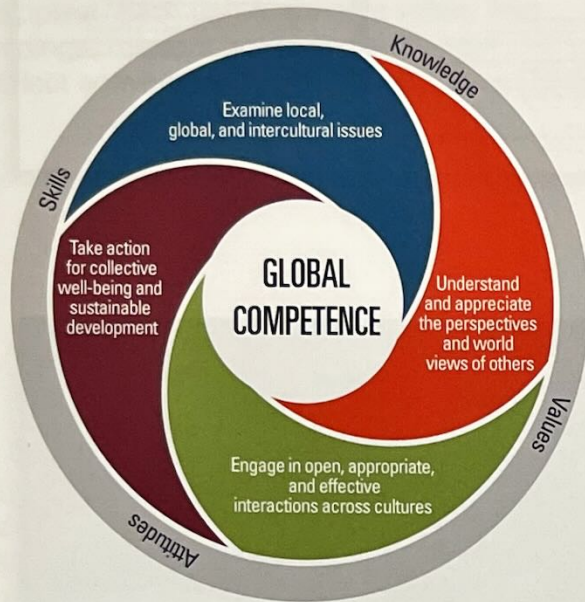 Knowledge
Examine local,
global, and intercultural issues
Skills
Take action
for collective
well-being and
sustainable
development
GLOBAL
COMPETENCE
Understand
and appreciate
the perspectives
and world
views of others
Values
Engage in open, appropriate,
and effective
interactions across cultures
Attitudes